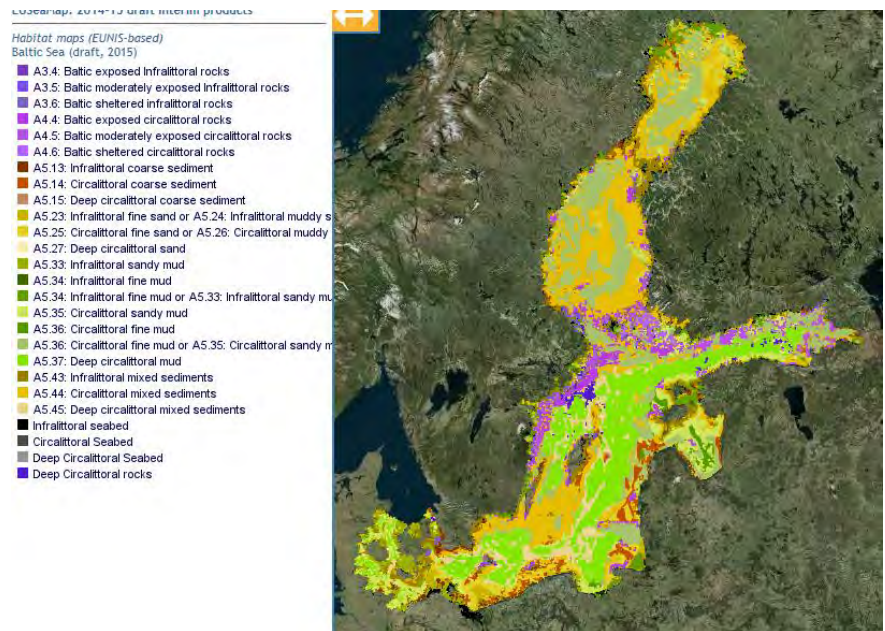 EUSeaMap: 2014-15 draft interim products
Habitat maps (EUNIS-based)
Baltic Sea (draft, 2015)
A3.4: Baltic exposed Infralittoral rocks
A3.5: Baltic moderately exposed Infralittoral rocks
A3.6: Baltic sheltered infralittoral rocks
A4.4: Baltic exposed circalittoral rocks
A4.5: Baltic moderately exposed circalittoral rocks
A4.6: Baltic sheltered circalittoral rocks
A5.13: Infralittoral coarse sediment
A5.14: Circalittoral coarse sediment
A5.15: Deep circalittoral coarse sediment
A5.23: Infralittoral fine sand or A5.24: Infralittoral muddy s
A5.25: Circalittoral fine sand or A5.26: Circalittoral muddy
A5.27: Deep circalittoral sand
A5.33: Infralittoral sandy mud
A5.34: Infralittoral fine mud
A5.34: Infralittoral fine mud or A5.33: Infralittoral sandy mu
A5.35: Circalittoral sandy mud
A5.36: Circalittoral fine mud
A5.36: Circalittoral fine mud or A5.35: Circalittoral sandy m
A5.37: Deep circalittoral mud
A5.43: Infralittoral mixed sediments
A5.44: Circalittoral mixed sediments
A5.45: Deep circalittoral mixed sediments
Infralittoral seabed
Circalittoral Seabed
Deep Circalittoral Seabed
Deep Circalittoral rocks